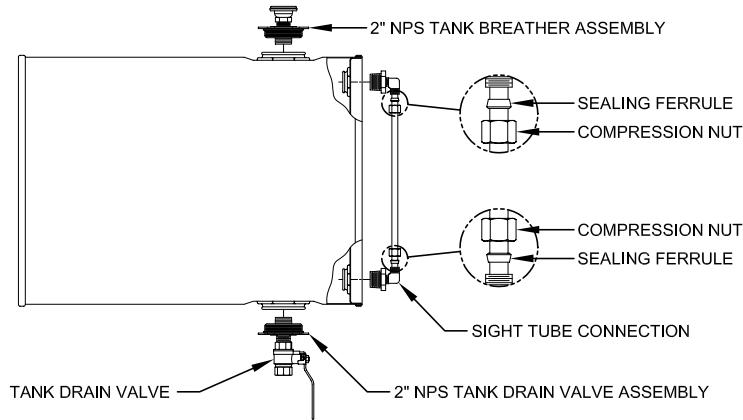 2" NPS TANK BREATHER ASSEMBLY
SEALING FERRULE
COMPRESSION NUT
COMPRESSION NUT
SEALING FERRULE
SIGHT TUBE CONNECTION
TANK DRAIN VALVE
2" NPS TANK DRAIN VALVE ASSEMBLY